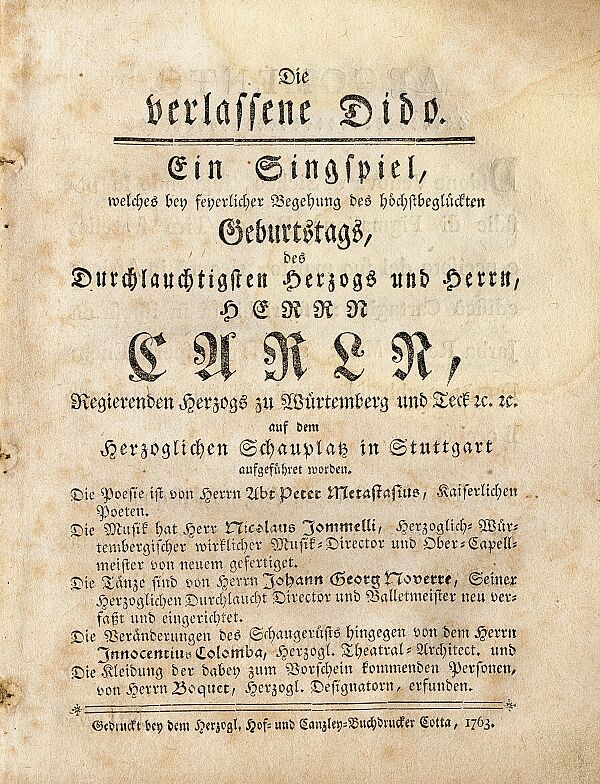 Die
verlassene Dido.
Ein Singspiel,
welches bey feyerlicher Begehung des höchstbeglückten
Geburtstags,
des
Durchlauchtigsten Herzogs und Herrn,
HERRN
CARLN,
Regierenden Herzogs zu Würtemberg und Teck ꝛc. ꝛc.
auf dem
Herzoglichen Schauplatz in Stuttgart
aufgeführet worden.
Die Poesie ist von Herrn Abt Peter Metastasius, Kaiserlichen
Poeten.
Die Musik hat Herr Nicolaus Jommelli, Herzoglich-Wür-
tembergischer wirklicher Musik-Director und Ober-Capell-
meister von neuem gefertiget.
Die Tänze sind von Herrn Johann Georg Noverre, Seiner
Herzoglichen Durchlaucht Director und Balletmeister neu ver-
faßt und eingerichtet.
Die Veränderungen des Schaugerüsts hingegen von dem Herrn
Innocentius Colomba, Herzogl. Theatral-Architect. und
Die Kleidung der dabey zum Vorschein kommenden Personen,
von Herrn Boquet, Herzogl. Designatorn, erfunden.
Gedruckt bey dem Herzogl. Hof- und Canzley-Buchdrucker Cotta, 1763.